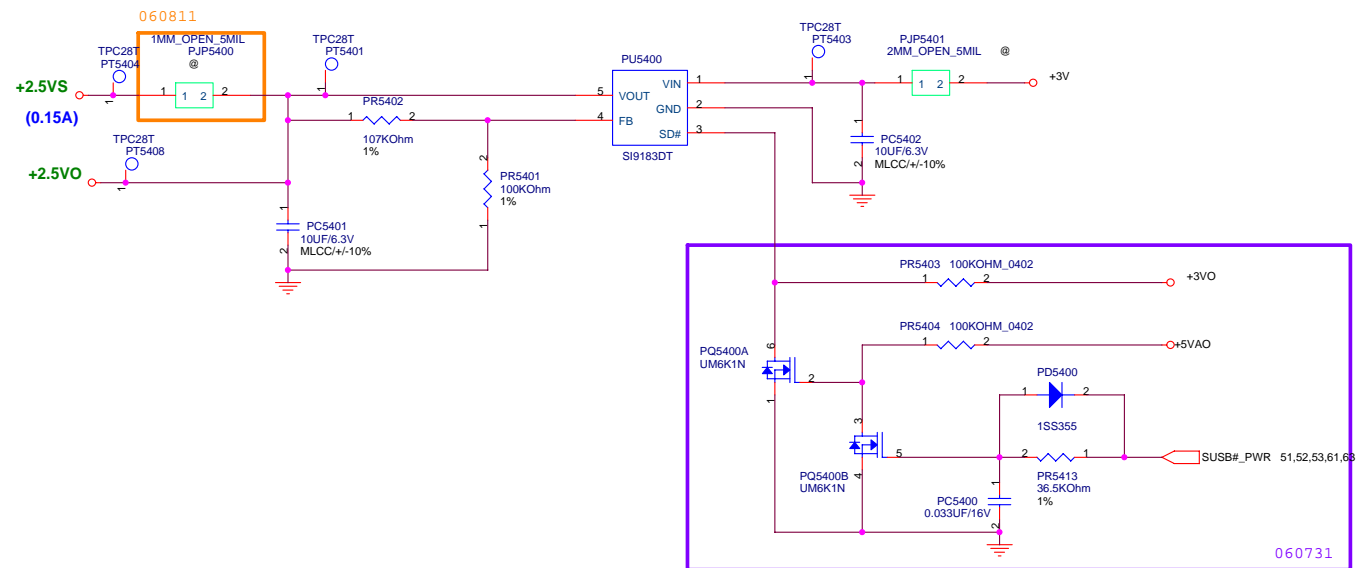 060811
1MM_OPEN_5MIL
PJP5400
@
1 1 2 2
TPC28T
PT5404
1
+2.5VS
(0.15A)
TPC28T
PT5401
1
TPC28T
PT5408
1
+2.5VO
PR5402
1 2
107KOhm
1%
2
PR5401
100KOhm
1%
1
1
PC5401
10UF/6.3V
MLCC/+/-10%
2
PU5400
5 VOUT VIN 1
GND 2
4 FB
SD# 3
SI9183DT
TPC28T
PT5403
1
PJP5401
2MM_OPEN_5MIL @
1 1 2 2
+3V
1
PC5402
10UF/6.3V
MLCC/+/-10%
2
PR5403 100KOHM_0402
1 2
+3VO
PR5404 100KOHM_0402
1 2
+5VAO
6
PQ5400A
UM6K1N
2
1
3
PQ5400B
UM6K1N
5
4
PD5400
1 2
1SS355
2 1
PR5413
36.5KOhm
1%
SUSB#_PWR 51,52,53,61,63
1
PC5400
0.033UF/16V
2
060731